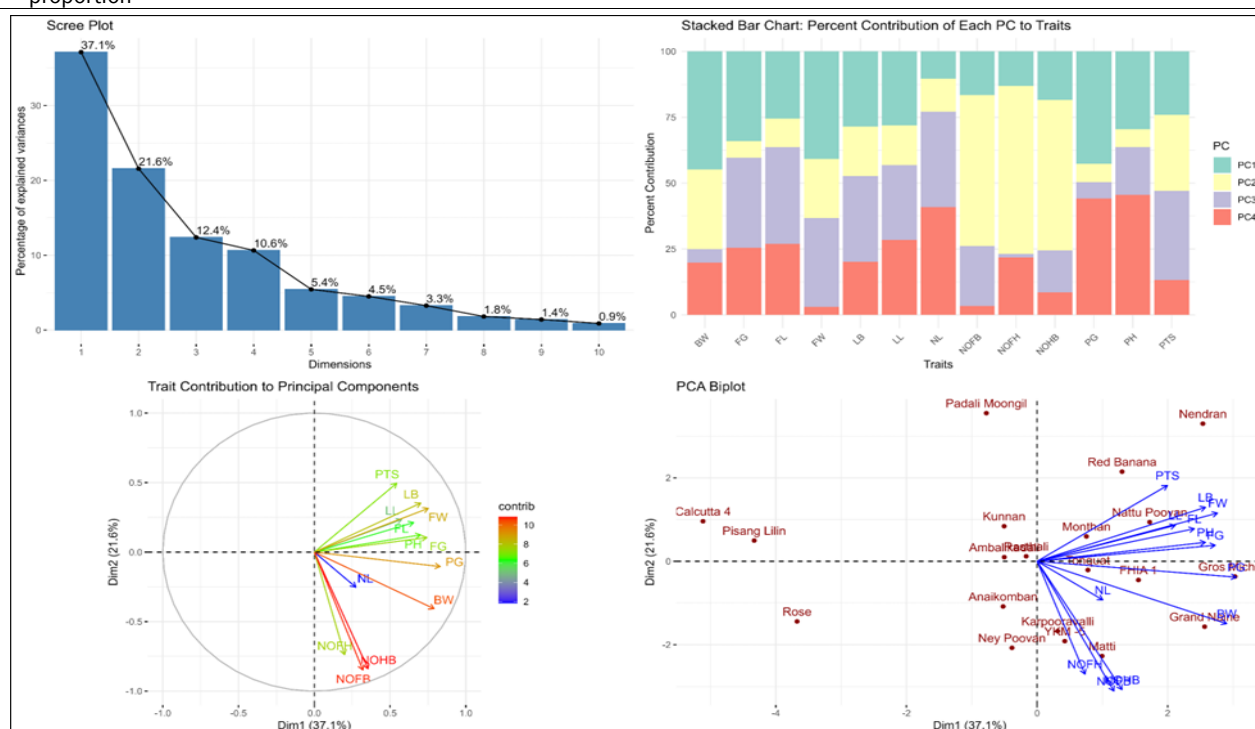 proportion
Scree Plot
37.1%
21.6%
12.4%
10.6%
5.4%
4.5%
3.3%
1.8%
1.4%
0.9%
30
20
10
0
Percentage of explained variances
1 2 3 4 5 6 7 8 9 10
Dimensions
Stacked Bar Chart: Percent Contribution of Each PC to Traits
100
75
50
25
0
Percent Contribution
BW FG FL FW LB LL NL NOFB NOFH NOHB PG PH PTS
Traits
PC
PC1
PC2
PC3
PC4
Trait Contribution to Principal Components
1.0
0.5
0.0
-0.5
-1.0
Dim2 (21.6%)
PTS
LB
LL
FW
FL
PH
FG
PG
NL
BW
NOFH
NOHB
NOFB
-1.0 -0.5 0.0 0.5 1.0
Dim1 (37.1%)
contrib
10
8
6
4
2
PCA Biplot
Dim2 (21.6%)
2
0
-2
Padali Moongil
Nendran
Red Banana
PTS
LB
FW
Calcutta 4
Kunnan
Nattu Poovan
LL
FL
Pisang Lilin
Monthan
PH
FG
FHIA 1
Gros
PG
NL
Rose
Anaikomban
BW
Grand Naine
Karpooravalli
Ney Poovan
Matti
NOFH
-4 -2 0 2
Dim1 (37.1%)